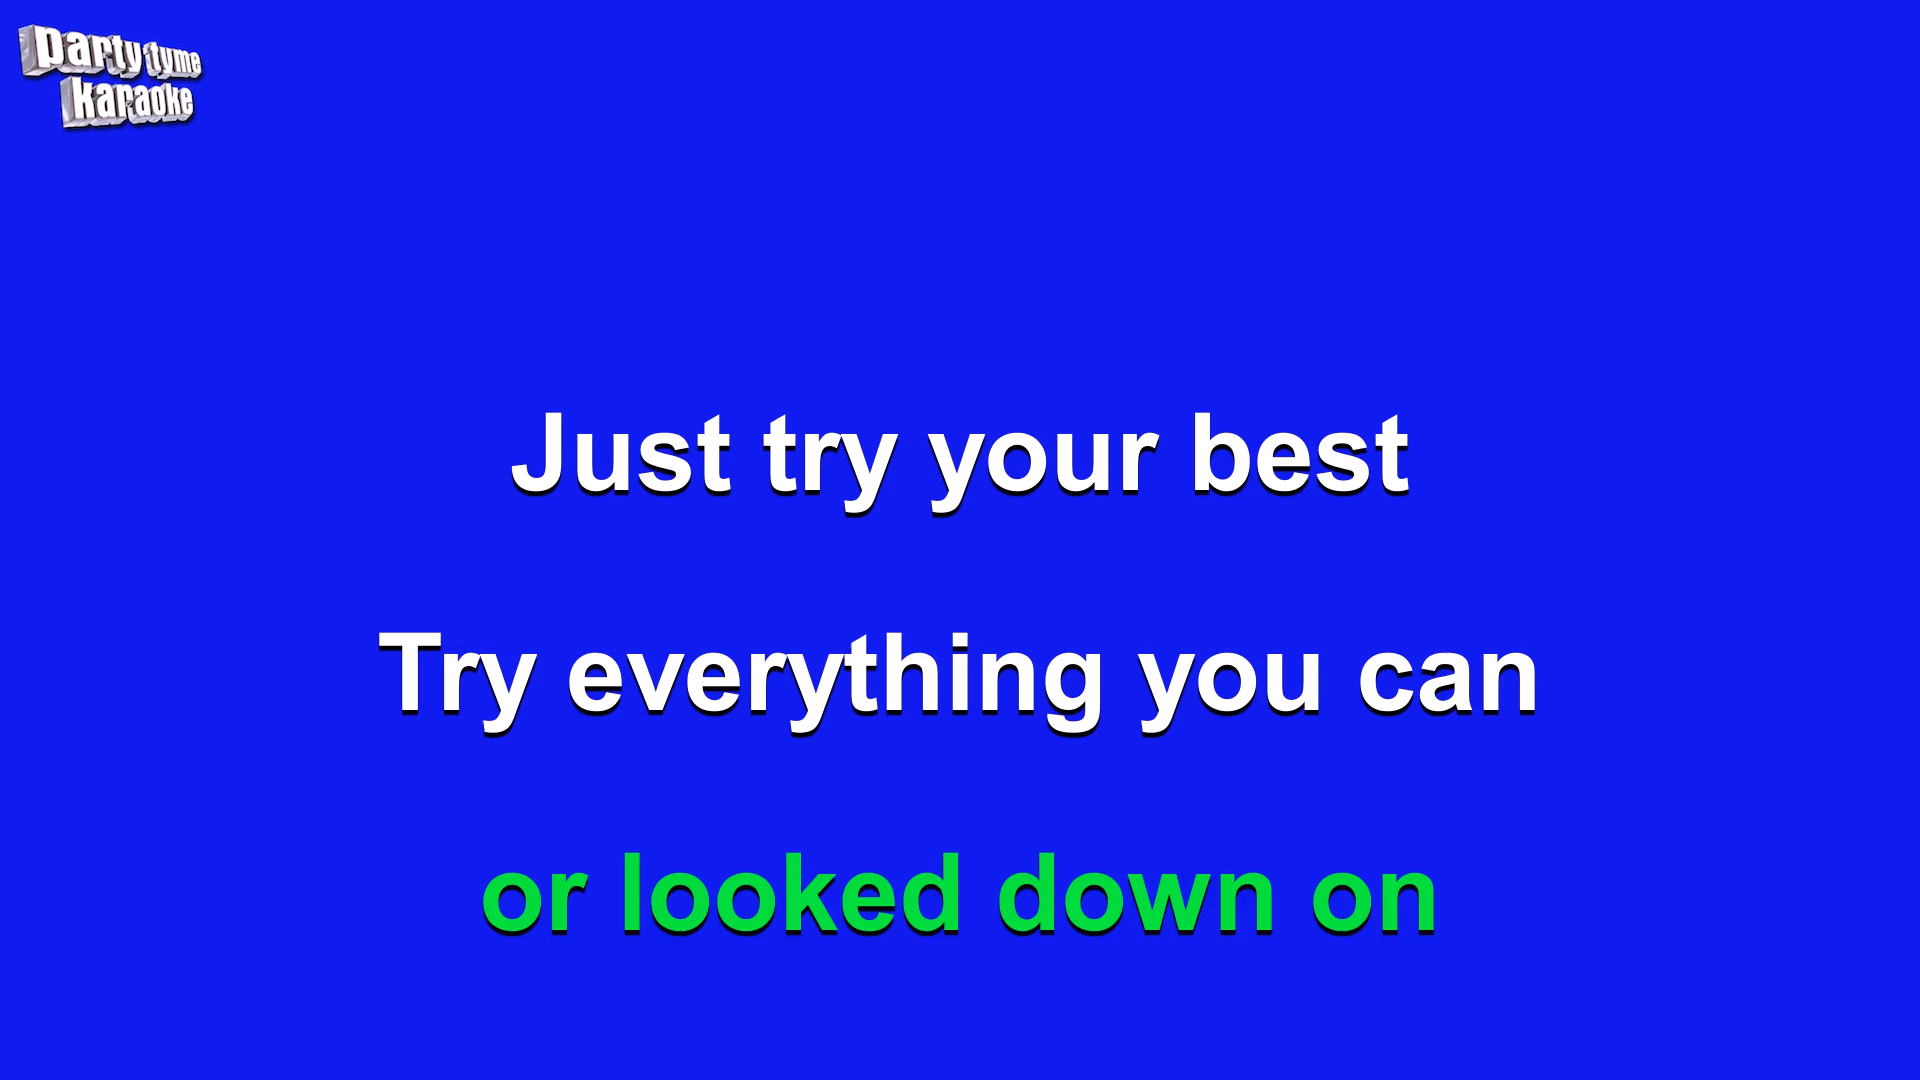 party tyme
karaoke
Just try your best
Try everything you can
or looked down on